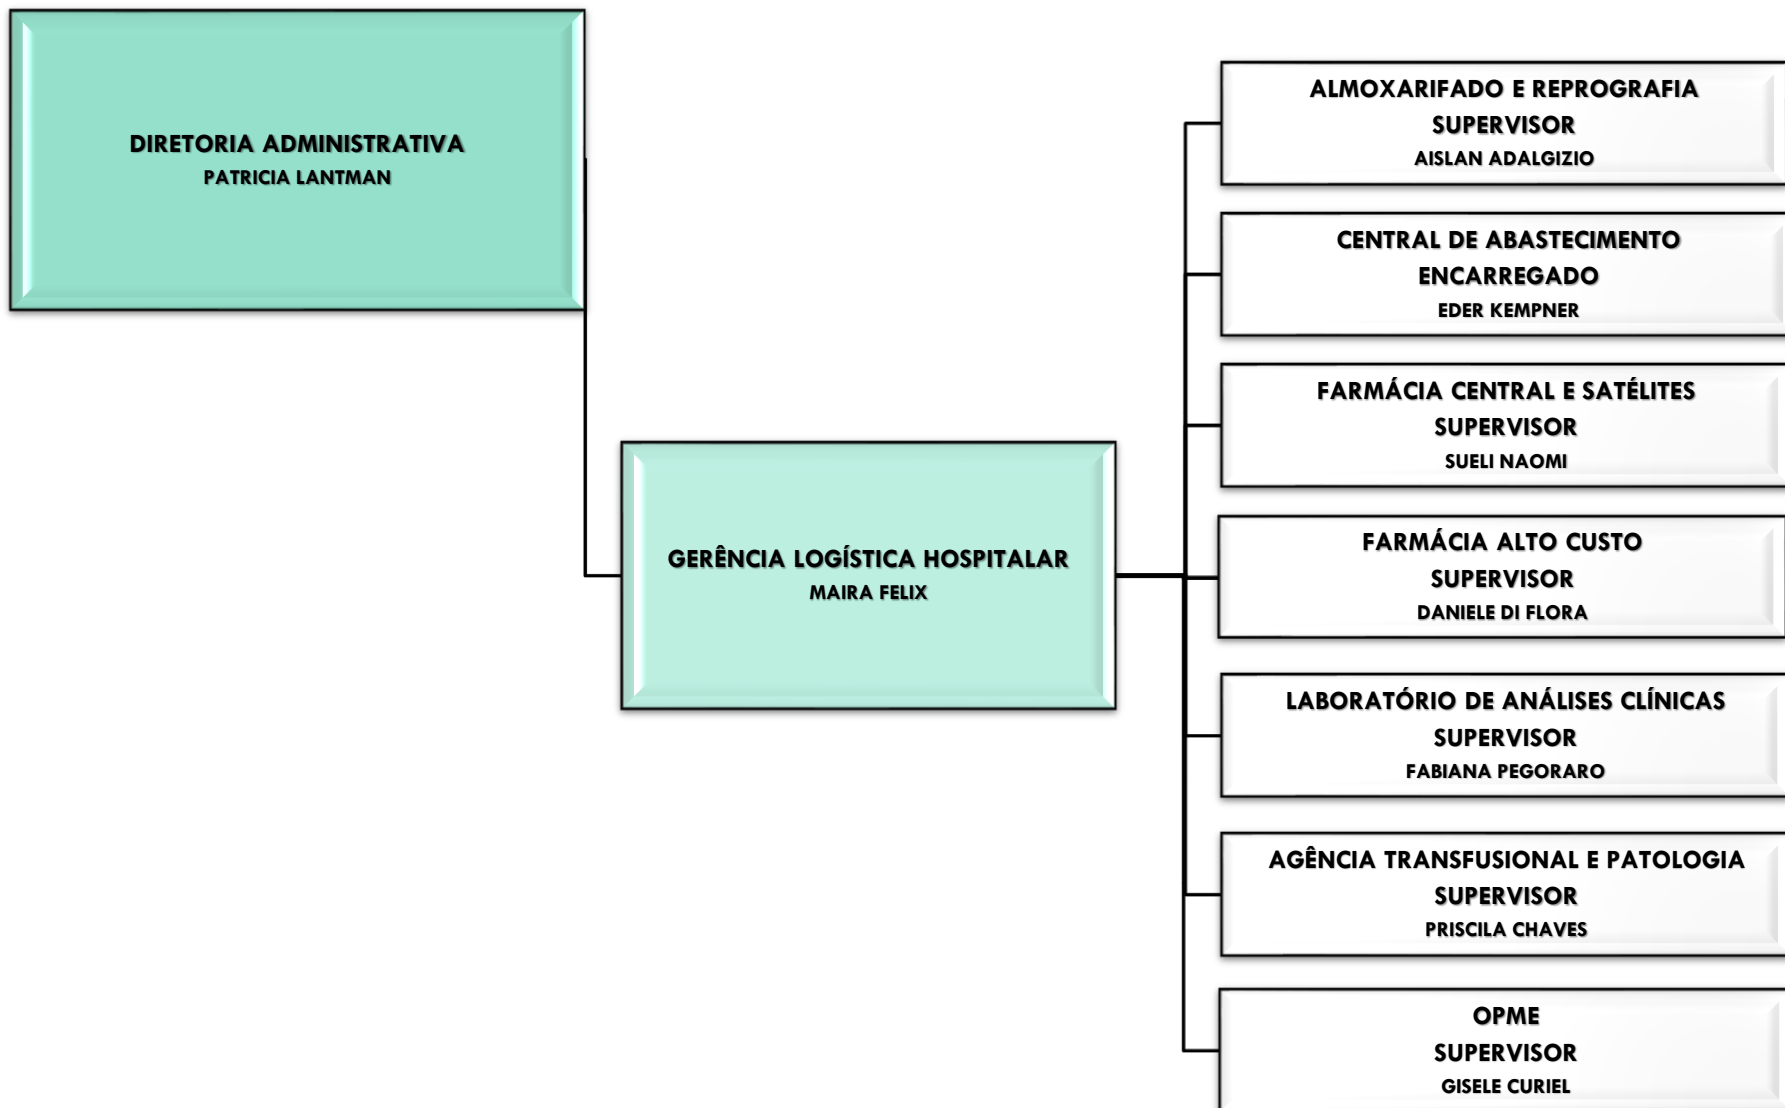 DIRETORIA ADMINISTRATIVA
PATRICIA LANTMAN
GERÊNCIA LOGÍSTICA HOSPITALAR
MAIRA FELIX
ALMOXARIFADO E REPROGRAFIA
SUPERVISOR
AISLAN ADALGIZIO
CENTRAL DE ABASTECIMENTO
ENCARREGADO
EDER KEMPNER
FARMÁCIA CENTRAL E SATÉLITES
SUPERVISOR
SUELI NAOMI
FARMÁCIA ALTO CUSTO
SUPERVISOR
DANIELE DI FLORA
LABORATÓRIO DE ANÁLISES CLÍNICAS
SUPERVISOR
FABIANA PEGORARO
AGÊNCIA TRANSFUSIONAL E PATOLOGIA
SUPERVISOR
PRISCILA CHAVES
OPME
SUPERVISOR
GISELE CURIEL